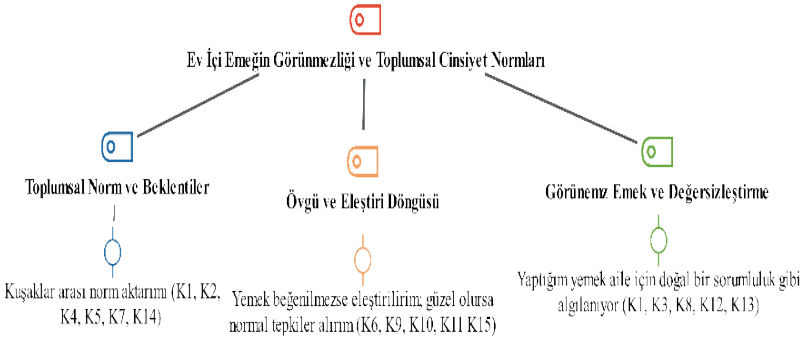 Ev İçi Emeğin Görünmezliği ve Toplumsal Cinsiyet Normları
Toplumsal Norm ve Beklentiler
Kuşaklar arası norm aktarımı (K1, K2,
K4, K5, K7, K14)
Övgü ve Eleştiri Döngüsü
Yemek beğenilmezse eleştirilirim; güzel olursa
normal tepkiler alırım (K6, K9, K10, K11 K15)
Görünenız Emek ve Değersizleştirme
Yaptığım yemek aile için doğal bir sorumluluk gibi
algılanıyor (K1, K3, K8, K12, K13)